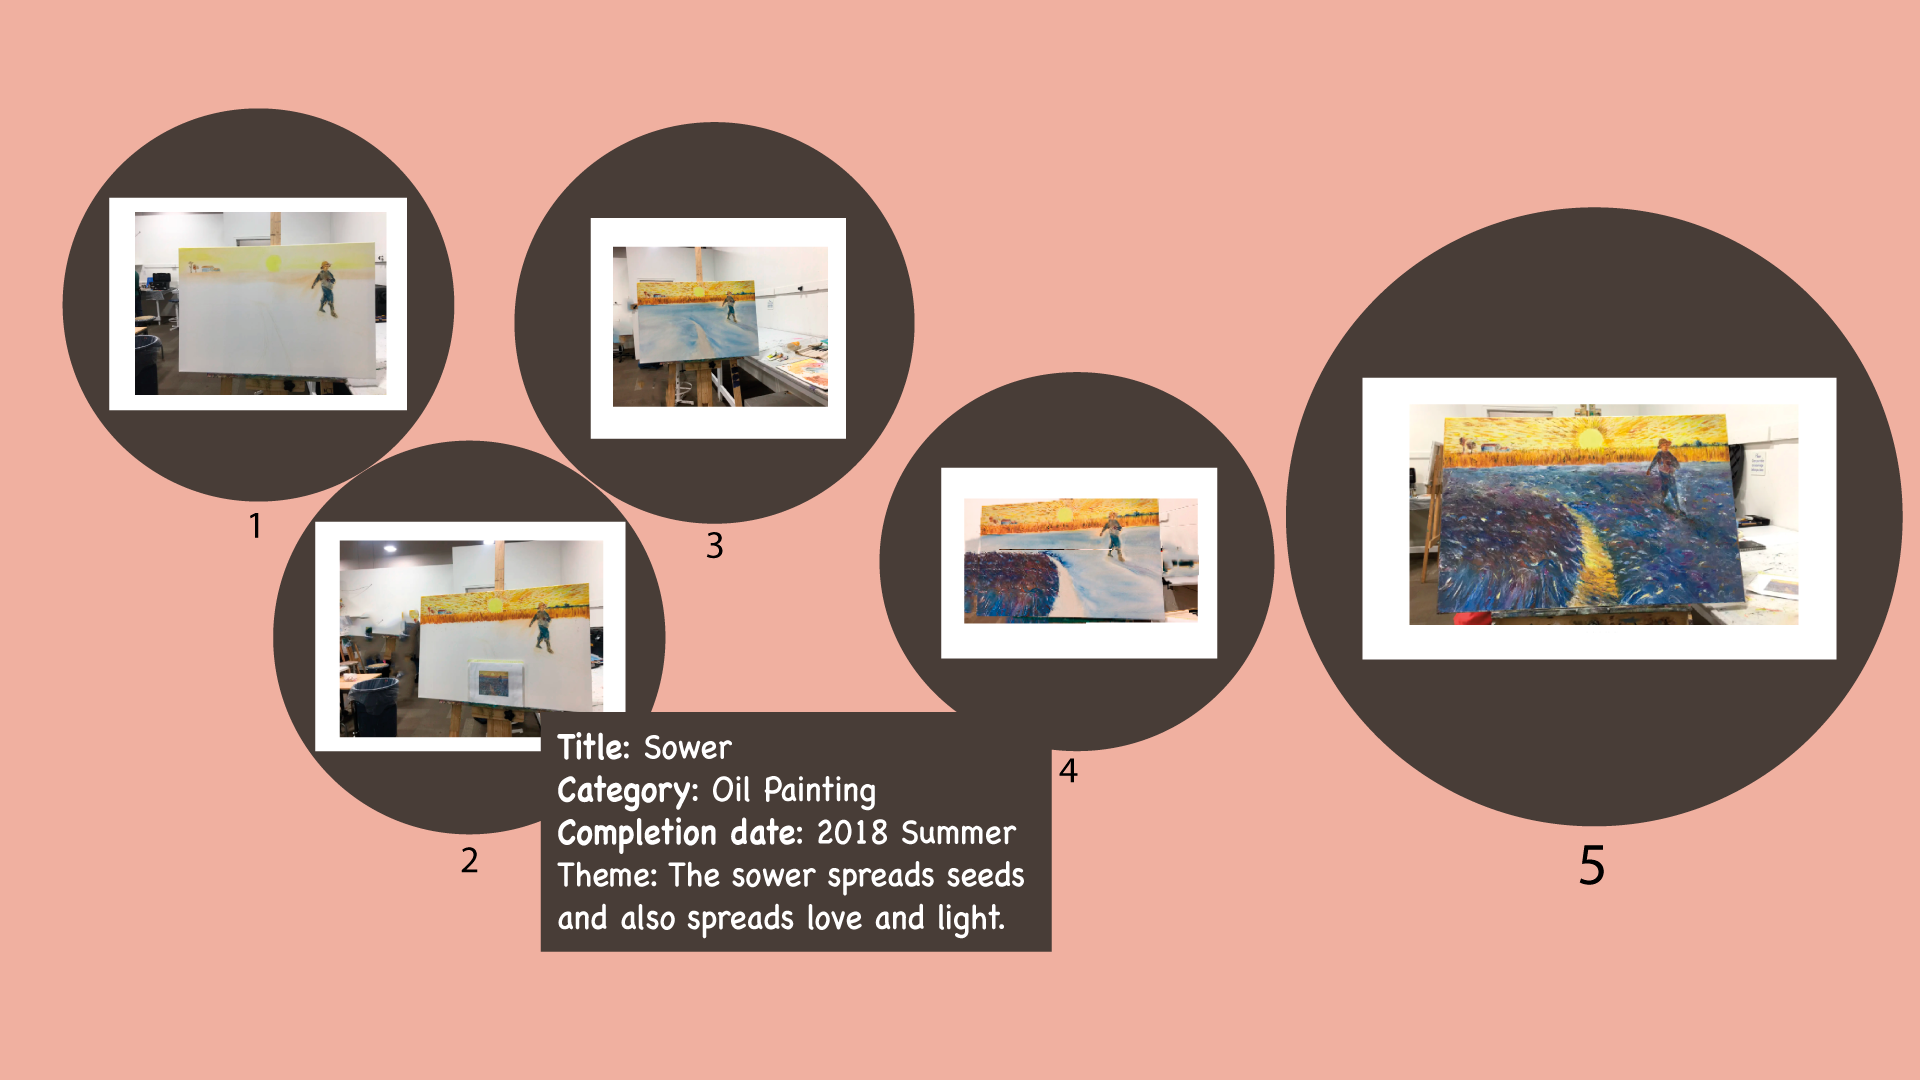 1
3
2
4
5
Title: Sower
Category: Oil Painting
Completion date: 2018 Summer
Theme: The sower spreads seeds
and also spreads love and light.